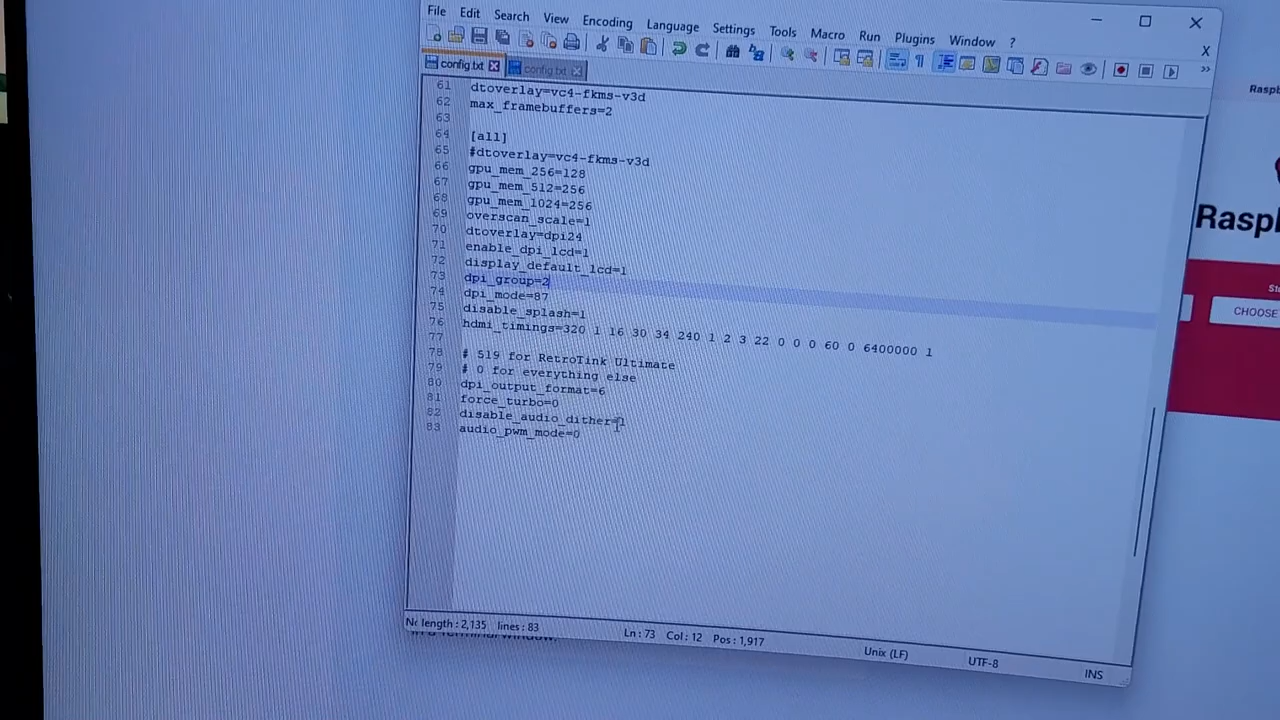 File Edit Search View Encoding Language Settings Tools Macro Run Plugins Window ?
X
config.txt config.txt
61 dtoverlay=vc4-fkms-v3d
62 max_framebuffers=2
63
64 [all]
65 #dtoverlay=vc4-fkms-v3d
66 gpu_mem_256=128
67 gpu_mem_512=256
68 gpu_mem_1024=256
69 overscan_scale=1
70 dtoverlay=dpi24
71 enable_dpi_lcd=1
72 display_default_lcd=1
73 dpi_group=2
74 dpi_mode=87
75 disable_splash=1
76 hdmi_timings=320 1 16 30 34 240 1 2 3 22 0 0 0 60 0 6400000 1
77
78 # 519 for RetroTink Ultimate
79 # 0 for everything else
80 dpi_output_format=6
81 force_turbo=0
82 disable_audio_dither=1
83 audio_pwm_mode=0
length : 2,135 lines : 83 Ln : 73 Col : 12 Pos : 1,917 Unix (LF) UTF-8 INS
Raspb
Rasp
CHOOSE